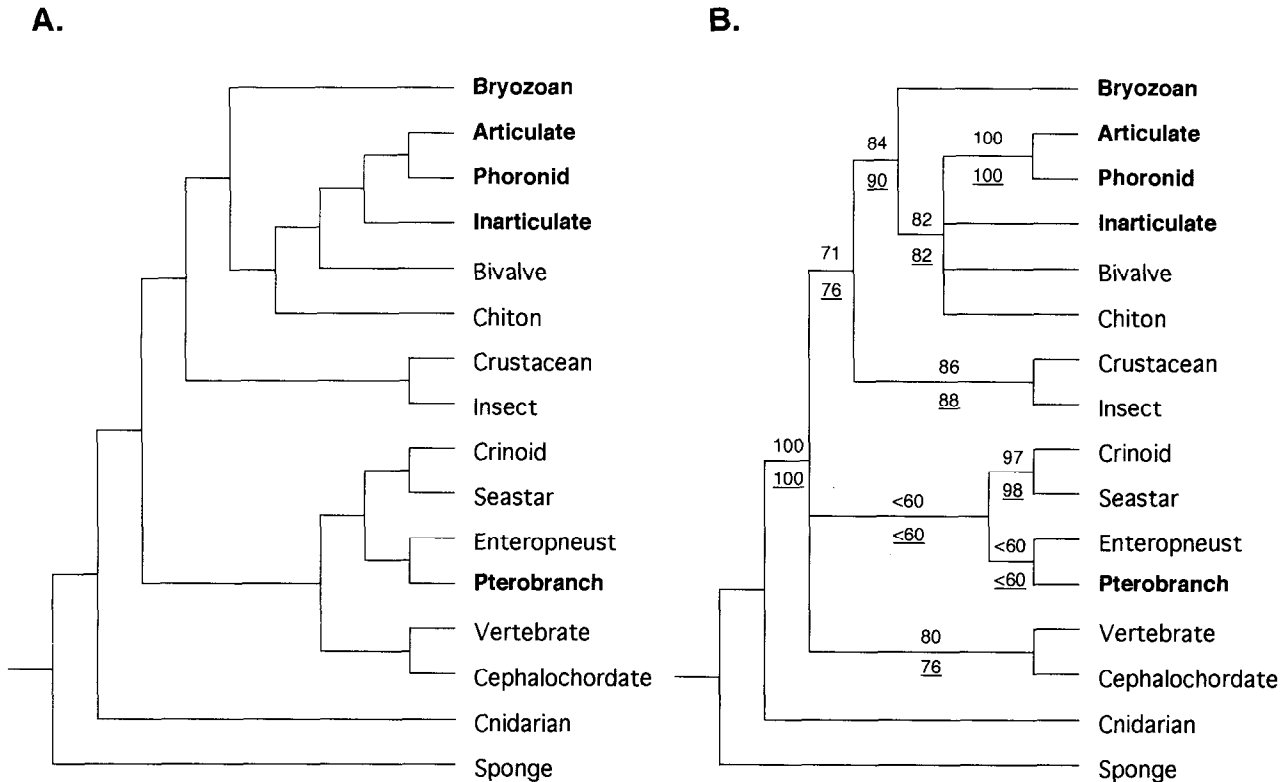 A.
Bryozoan
Articulate
Phoronid
Inarticulate
Bivalve
Chiton
Crustacean
Insect
Crinoid
Seastar
Enteropneust
Pterobranch
Vertebrate
Cephalochordate
Cnidarian
Sponge
B.
Bryozoan
84
90
100
100
Articulate
Phoronid
82
82
Inarticulate
Bivalve
Chiton
71
76
86
88
Crustacean
Insect
100
100
97
98
Crinoid
Seastar
<60
<60
<60
<60
Enteropneust
Pterobranch
80
76
Vertebrate
Cephalochordate
Cnidarian
Sponge